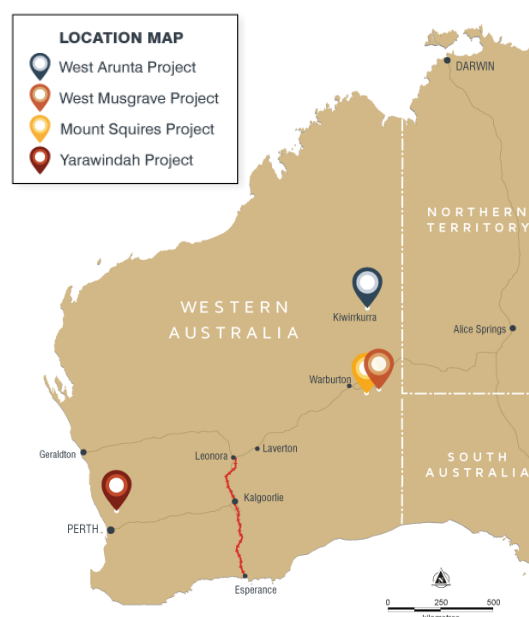 LOCATION MAP
West Arunta Project
West Musgrave Project
Mount Squires Project
Yarawindah Project
DARWIN
NORTHERN
TERRITORY
WESTERN
AUSTRALIA
Kiwirrkurra
Alice Springs
Warburton
Laverton
Leonora
Geraldton
SOUTH
AUSTRALIA
Kalgoorlie
PERTH .
Esperance
N
0 250 500
kilometres